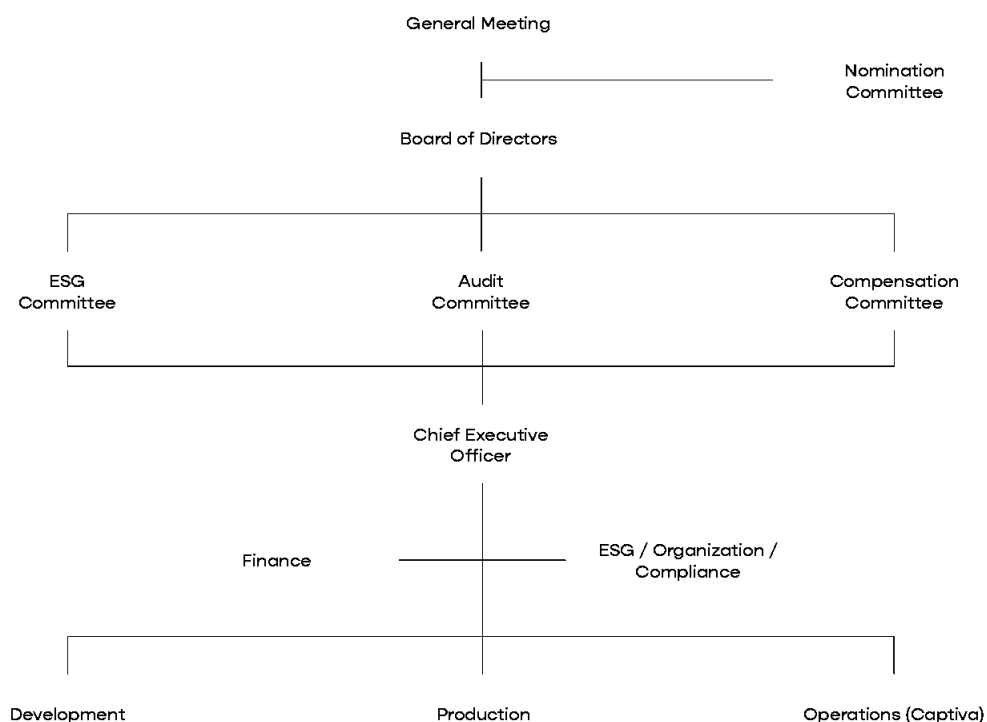 General Meeting
Nomination
Committee
Board of Directors
ESG
Committee
Audit
Committee
Compensation
Committee
Chief Executive
Officer
Finance
ESG / Organization /
Compliance
Development
Production
Operations (Captiva)